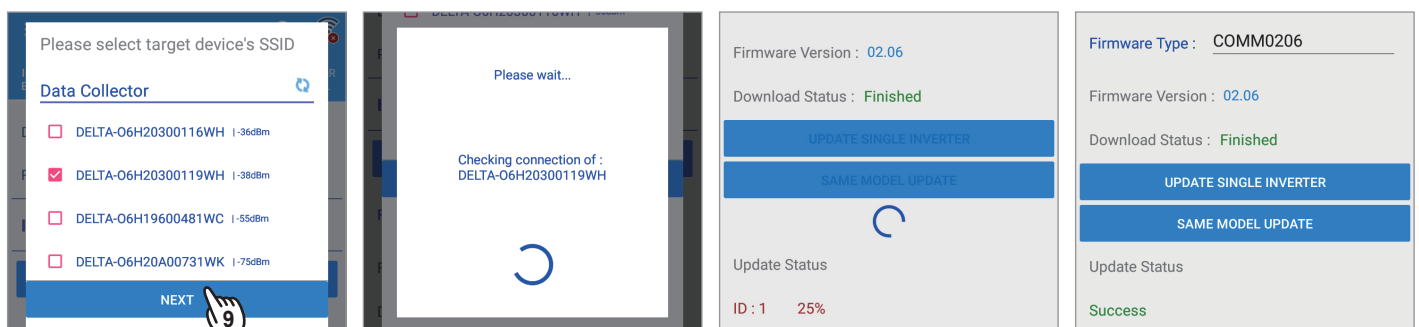 Please select target device's SSID
Data Collector
DELTA-O6H20300116WH | -36dBm
DELTA-O6H20300119WH | -38dBm
DELTA-O6H19600481WC | -55dBm
DELTA-O6H20A00731WK | -75dBm
NEXT
9
Please wait...
Checking connection of :
DELTA-O6H20300119WH
Firmware Version : 02.06
Download Status : Finished
UPDATE SINGLE INVERTER
SAME MODEL UPDATE
Update Status
ID : 1 25%
Firmware Type : COMM0206
Firmware Version : 02.06
Download Status : Finished
UPDATE SINGLE INVERTER
SAME MODEL UPDATE
Update Status
Success